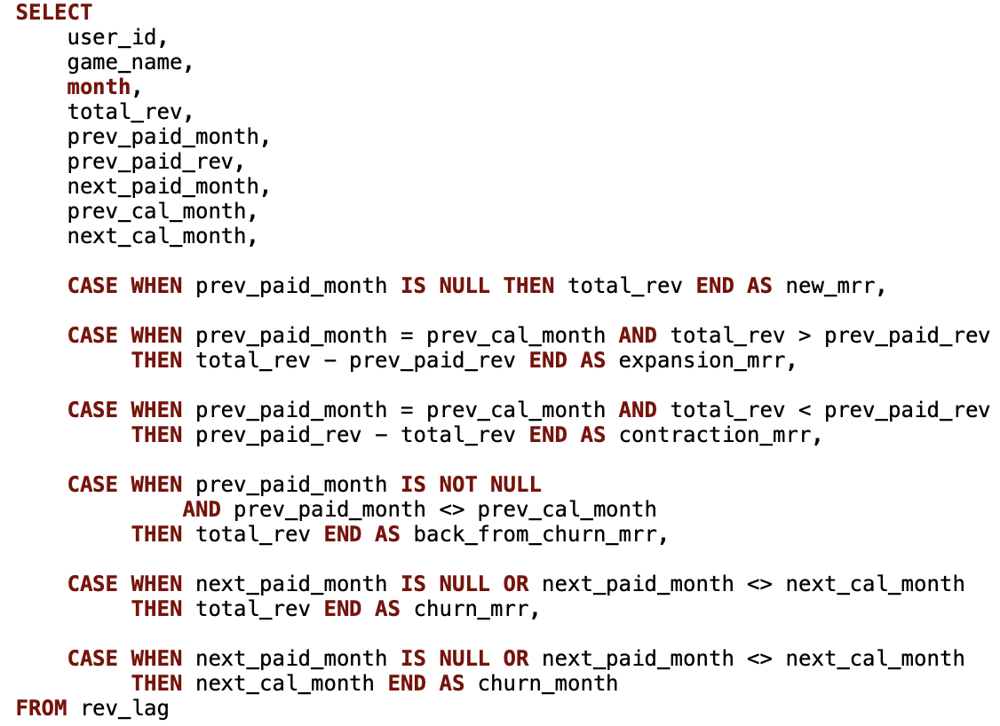 SELECT
    user_id,
    game_name,
    month,
    total_rev,
    prev_paid_month,
    prev_paid_rev,
    next_paid_month,
    prev_cal_month,
    next_cal_month,

    CASE WHEN prev_paid_month IS NULL THEN total_rev END AS new_mrr,

    CASE WHEN prev_paid_month = prev_cal_month AND total_rev > prev_paid_rev
         THEN total_rev - prev_paid_rev END AS expansion_mrr,

    CASE WHEN prev_paid_month = prev_cal_month AND total_rev < prev_paid_rev
         THEN prev_paid_rev - total_rev END AS contraction_mrr,

    CASE WHEN prev_paid_month IS NOT NULL
             AND prev_paid_month <> prev_cal_month
         THEN total_rev END AS back_from_churn_mrr,

    CASE WHEN next_paid_month IS NULL OR next_paid_month <> next_cal_month
         THEN total_rev END AS churn_mrr,

    CASE WHEN next_paid_month IS NULL OR next_paid_month <> next_cal_month
         THEN next_cal_month END AS churn_month
FROM rev_lag